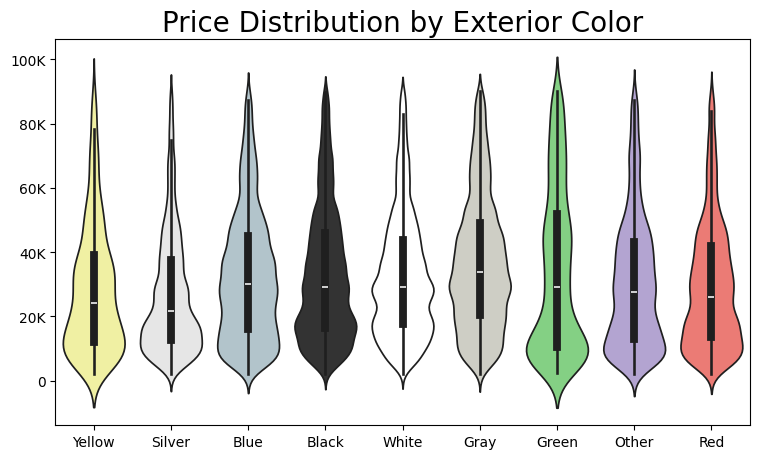 Price Distribution by Exterior Color
100K
80K
60K
40K
20K
0
Yellow Silver Blue Black White Gray Green Other Red